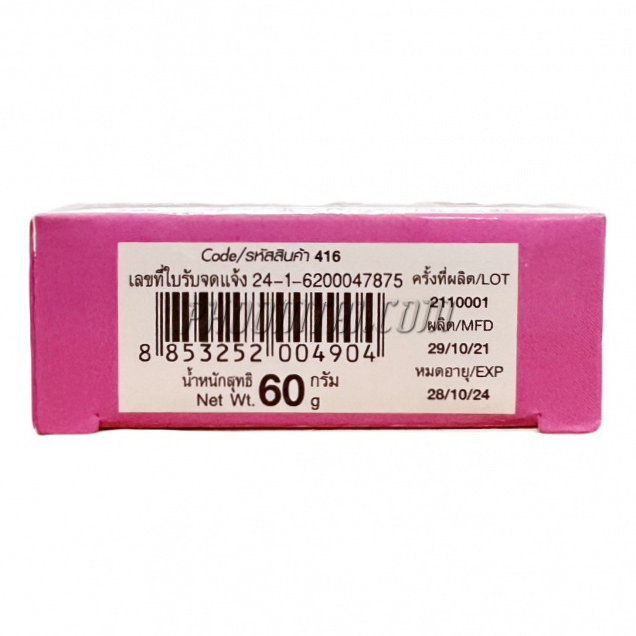 Code/รหัสสินค้า 416
เลขที่ใบรับจดแจ้ง 24-1-6200047875
8 853252 004904
น้ำหนักสุทธิ 60 กรัม
Net Wt. g
ครั้งที่ผลิต/LOT
2110001
ผลิต/MFD
29/10/21
หมดอายุ/EXP
28/10/24